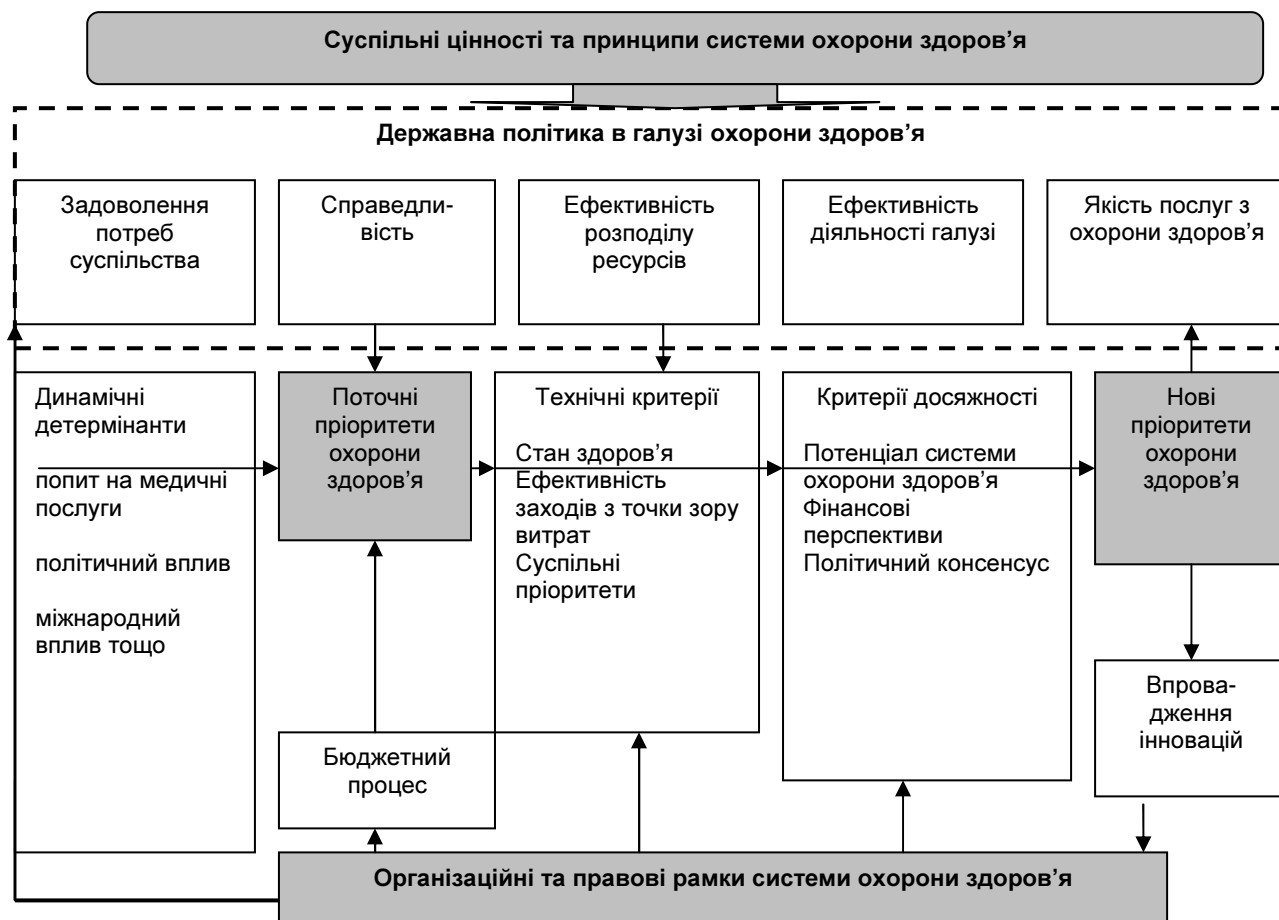 Суспільні цінності та принципи системи охорони здоров’я
Державна політика в галузі охорони здоров’я
Задоволення
потреб
суспільства
Справедли-
вість
Ефективність
розподілу
ресурсів
Ефективність
діяльності галузі
Якість послуг з
охорони здоров’я
Динамічні
детермінанти
попит на медичні
послуги
політичний вплив
міжнародний
вплив тощо
Поточні
пріоритети
охорони
здоров’я
Технічні критерії
Стан здоров’я
Ефективність
заходів з точки зору
витрат
Суспільні
пріоритети
Критерії досяжності
Потенціал системи
охорони здоров’я
Фінансові
перспективи
Політичний консенсус
Нові
пріоритети
охорони
здоров’я
Бюджетний
процес
Впрова-
дження
інновацій
Організаційні та правові рамки системи охорони здоров’я